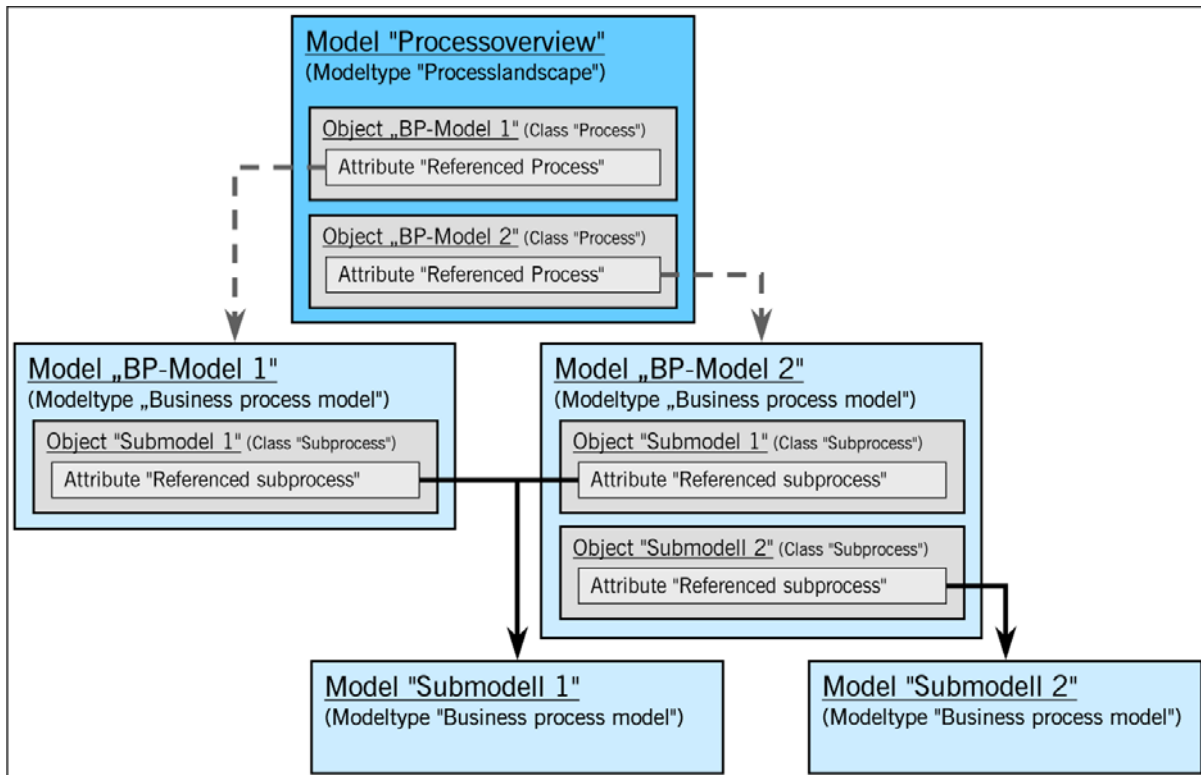 Model "Processoverview"
(Modeltype "Processlandscape")
Object „BP-Model 1" (Class "Process")
Attribute "Referenced Process"
Object „BP-Model 2" (Class "Process")
Attribute "Referenced Process"
Model „BP-Model 1"
(Modeltype „Business process model")
Object "Submodel 1" (Class "Subprocess")
Attribute "Referenced subprocess"
Model „BP-Model 2"
(Modeltype „Business process model")
Object "Submodel 1" (Class "Subprocess")
Attribute "Referenced subprocess"
Object "Submodell 2" (Class "Subprocess")
Attribute "Referenced subprocess"
Model "Submodell 1"
(Modeltype "Business process model")
Model "Submodell 2"
(Modeltype "Business process model")